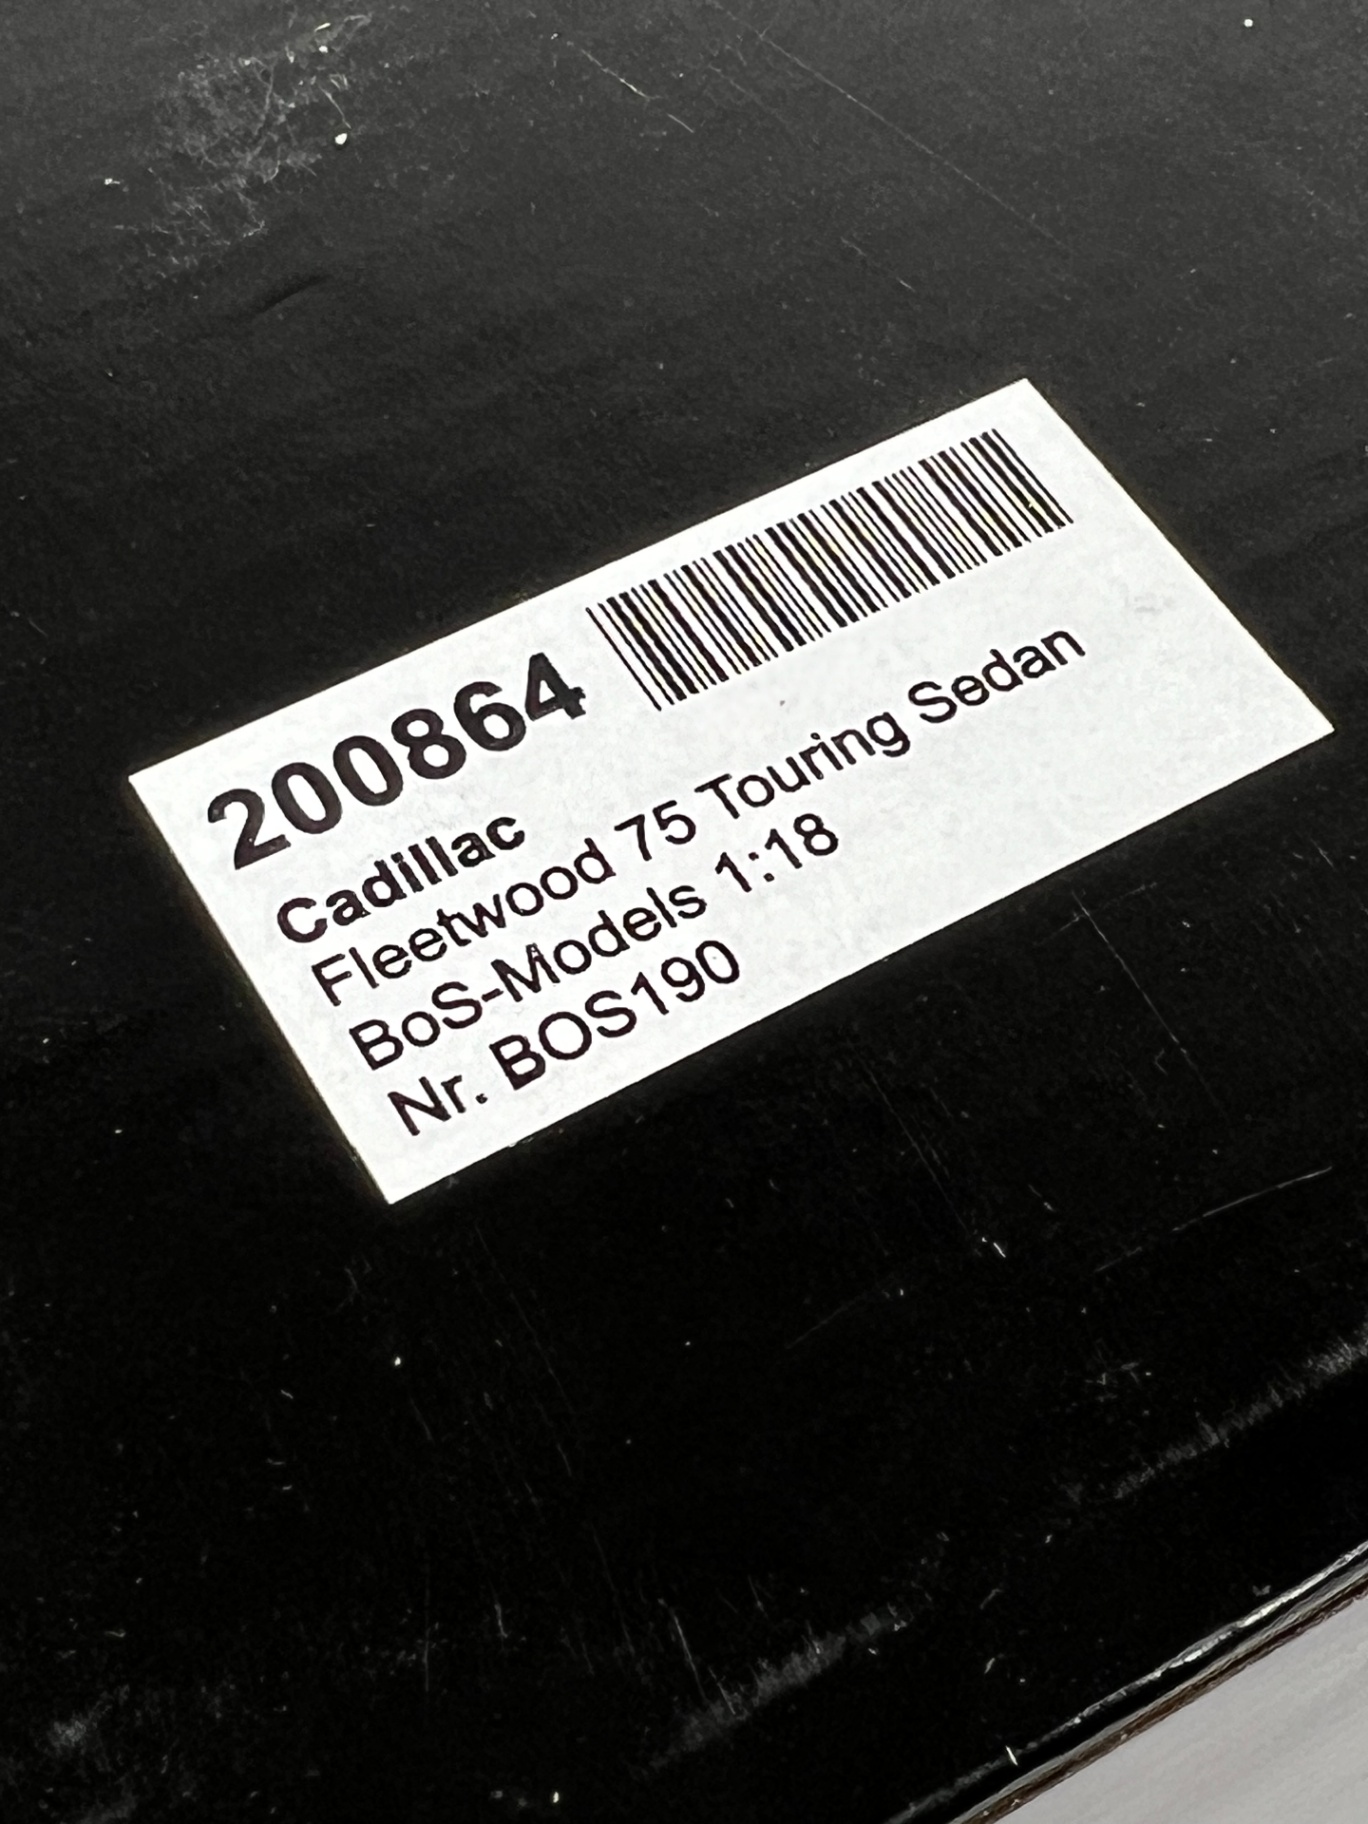 200864
Cadillac
Fleetwood 75 Touring Sedan
BoS-Models 1:18
Nr. BOS190